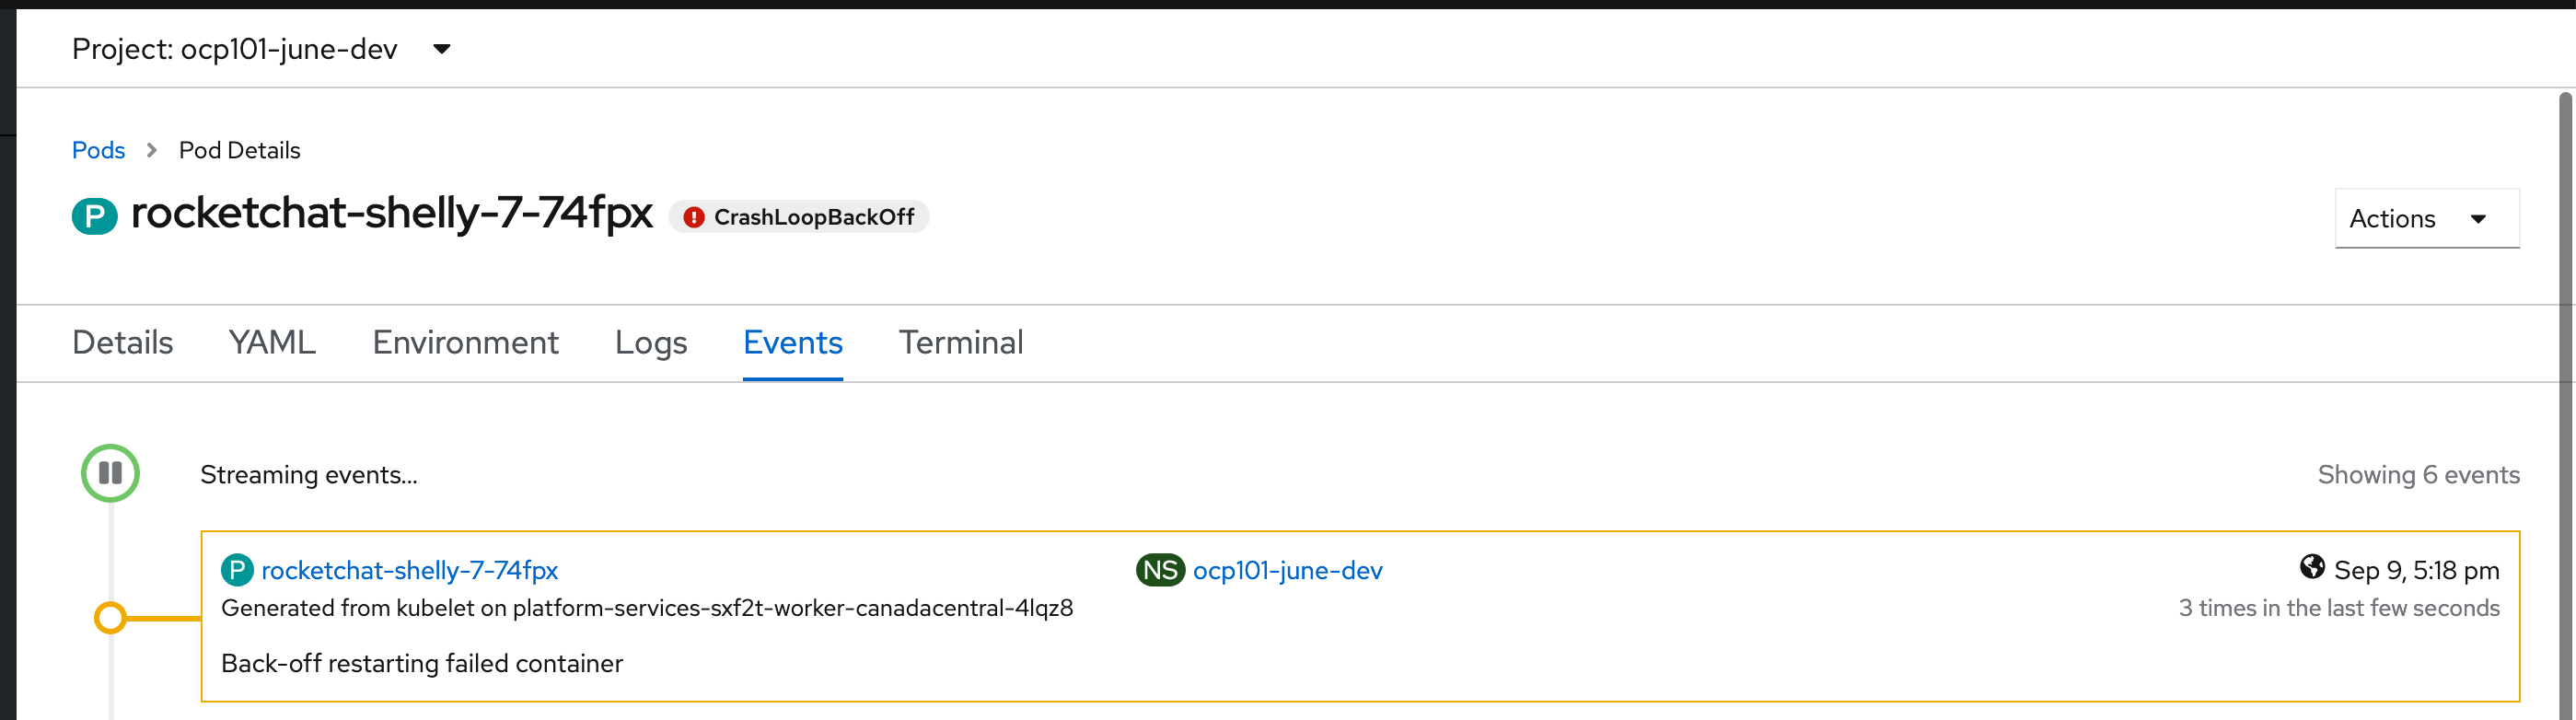 Project: ocp101-june-dev
Pods > Pod Details
P rocketchat-shelly-7-74fpx CrashLoopBackOff
Actions
Details YAML Environment Logs Events Terminal
Streaming events...
Showing 6 events
P rocketchat-shelly-7-74fpx NS ocp101-june-dev Sep 9, 5:18 pm
Generated from kubelet on platform-services-sxf2t-worker-canadacentral-4lqz8 3 times in the last few seconds
Back-off restarting failed container